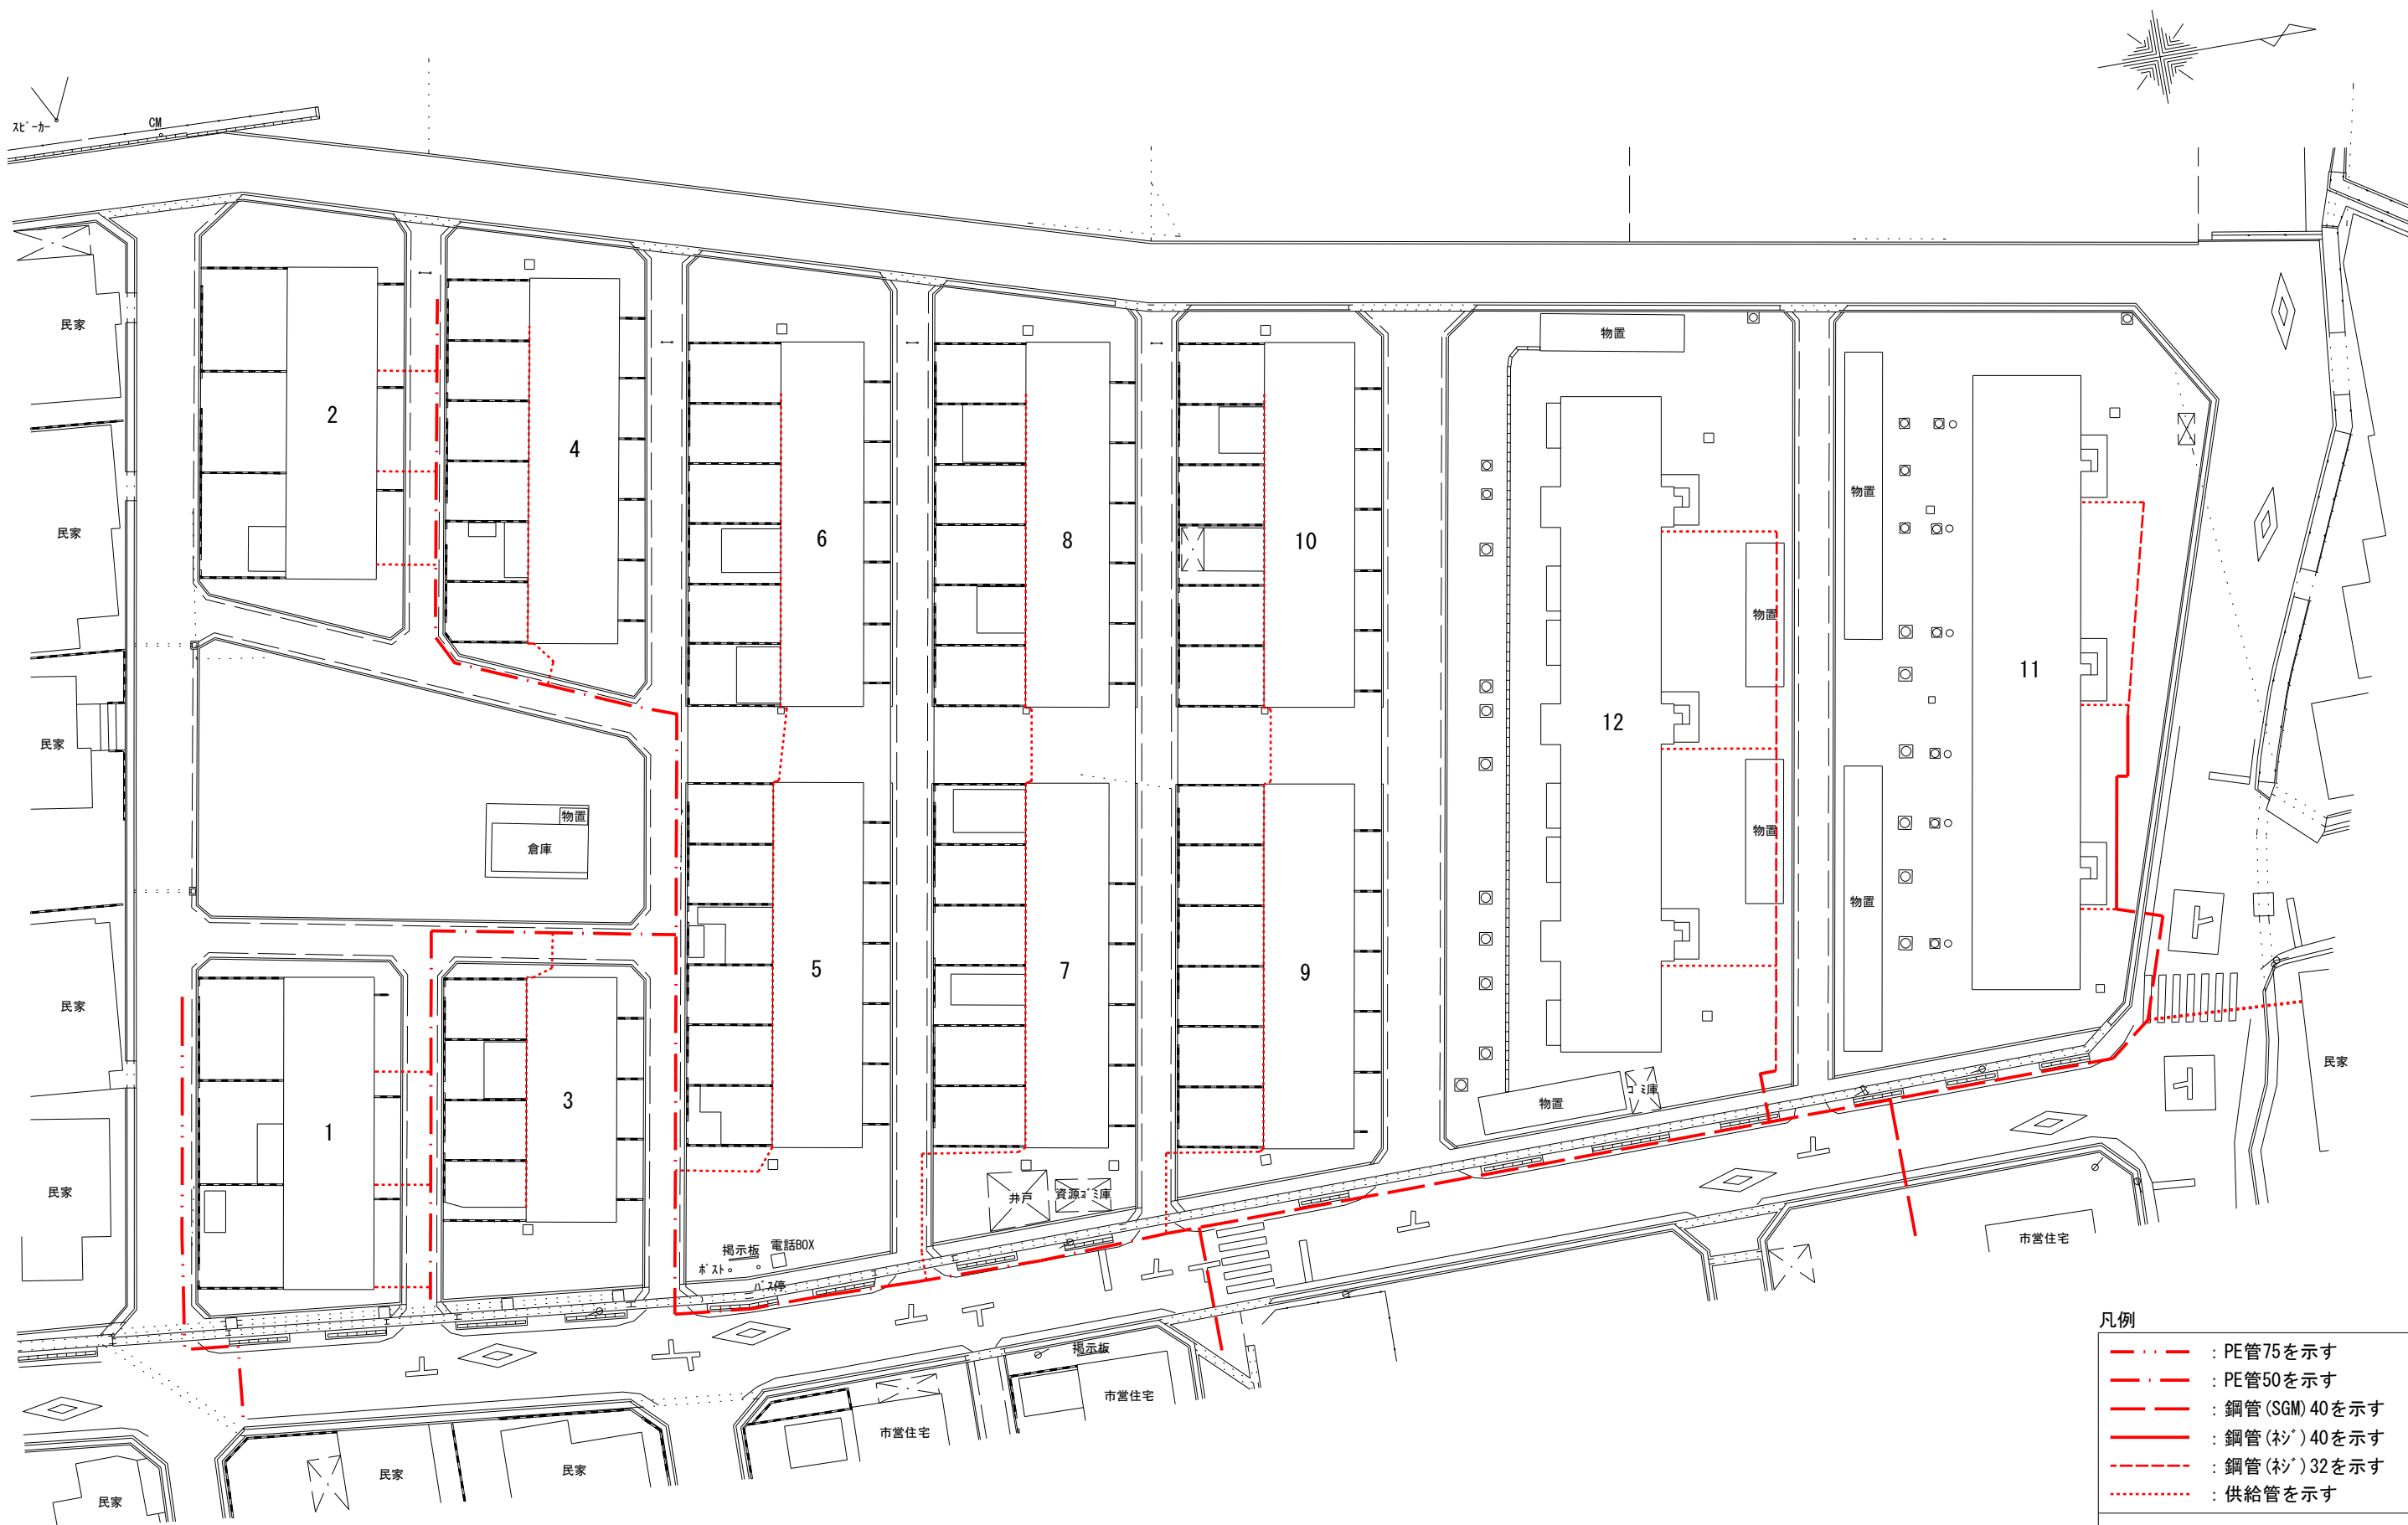 スピーカー
CM
民家
2
4
物置
6
8
10
物置
11
12
物置
物置
物置
物置
民家
民家
物置
倉庫
民家
民家
民家
1
3
5
7
9
物置
ゴミ庫
井戸
資源ゴミ庫
掲示板
電話BOX
ポスト
バス停
民家
市営住宅
掲示板
市営住宅
市営住宅
民家
民家
民家
凡例
：PE管75を示す
：PE管50を示す
：鋼管(SGM)40を示す
：鋼管(ネジ)40を示す
：鋼管(ネジ)32を示す
：供給管を示す